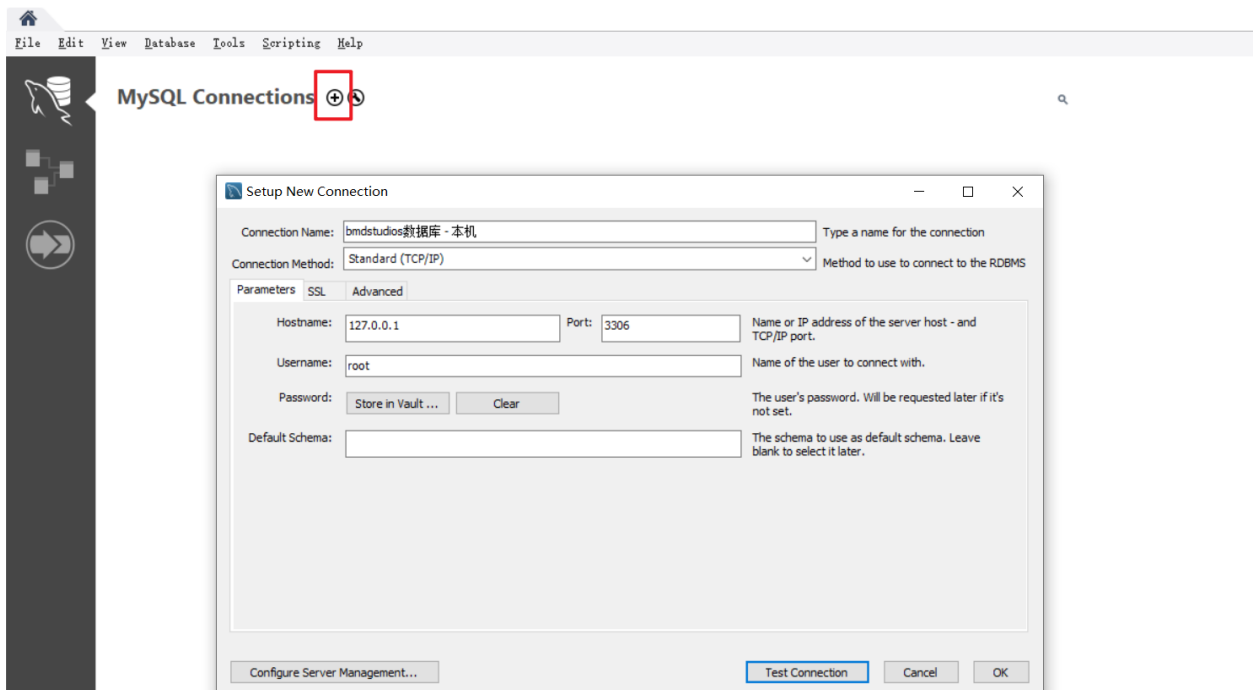 File Edit View Database Tools Scripting Help
MySQL Connections
Setup New Connection
Connection Name: bmdstudios数据库 - 本机 Type a name for the connection
Connection Method: Standard (TCP/IP) Method to use to connect to the RDBMS
Parameters SSL Advanced
Hostname: 127.0.0.1 Port: 3306 Name or IP address of the server host - and
TCP/IP port.
Username: root Name of the user to connect with.
Password: Store in Vault ... Clear The user's password. Will be requested later if it's
not set.
Default Schema: The schema to use as default schema. Leave
blank to select it later.
Configure Server Management... Test Connection Cancel OK